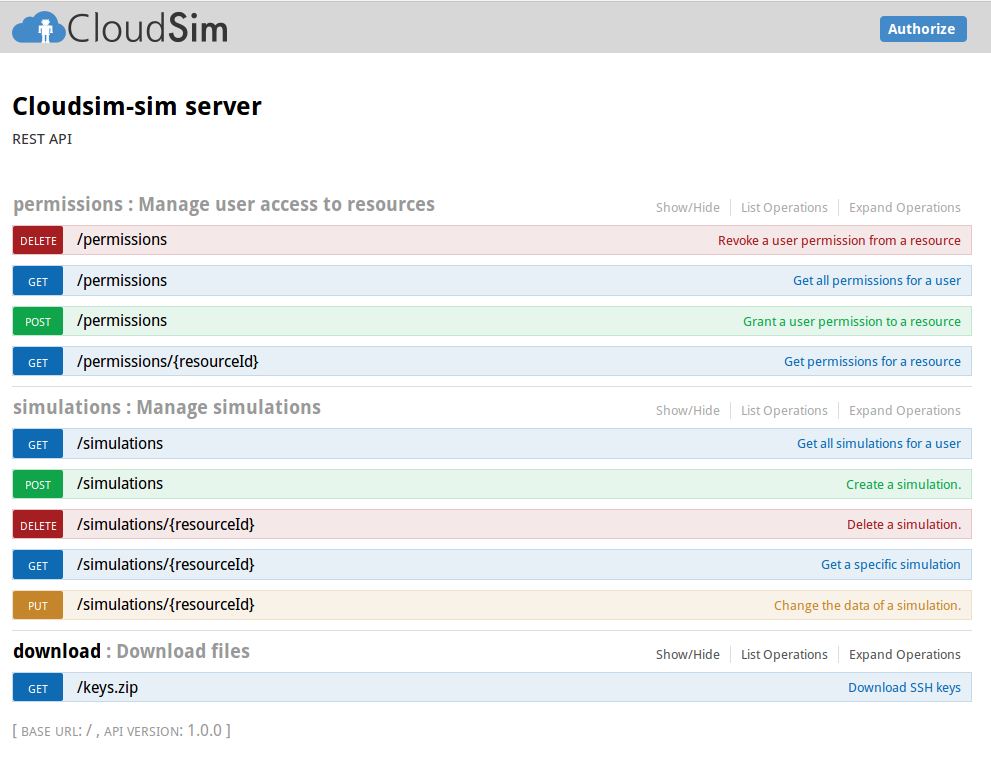 CloudSim
Authorize
Cloudsim-sim server
REST API
permissions : Manage user access to resources Show/Hide List Operations Expand Operations
DELETE /permissions Revoke a user permission from a resource
GET /permissions Get all permissions for a user
POST /permissions Grant a user permission to a resource
GET /permissions/{resourceId} Get permissions for a resource
simulations : Manage simulations Show/Hide List Operations Expand Operations
GET /simulations Get all simulations for a user
POST /simulations Create a simulation.
DELETE /simulations/{resourceId} Delete a simulation.
GET /simulations/{resourceId} Get a specific simulation
PUT /simulations/{resourceId} Change the data of a simulation.
download : Download files Show/Hide List Operations Expand Operations
GET /keys.zip Download SSH keys
[ BASE URL: / , API VERSION: 1.0.0 ]